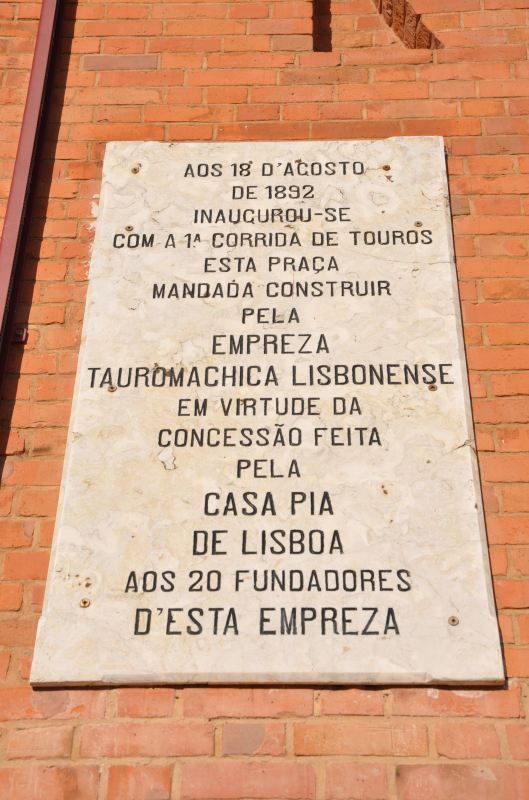 AOS 18 D'AGOSTO
DE 1892
INAUGUROU-SE
COM A 1ª CORRIDA DE TOUROS
ESTA PRAÇA
MANDADA CONSTRUIR
PELA
EMPREZA
TAUROMACHICA LISBONENSE
EM VIRTUDE DA
CONCESSÃO FEITA
PELA
CASA PIA
DE LISBOA
AOS 20 FUNDADORES
D'ESTA EMPREZA